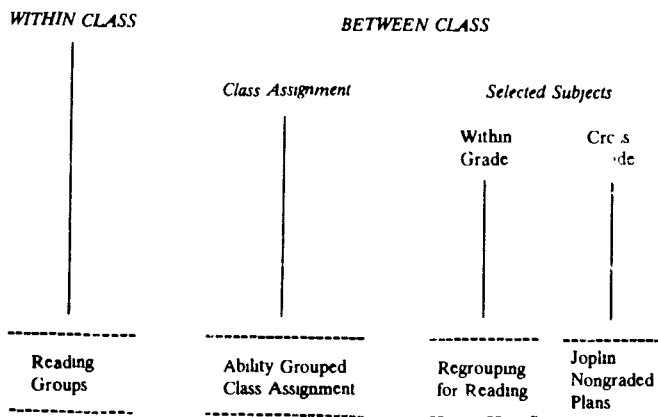 WITHIN CLASS
BETWEEN CLASS
Class Assignment
Selected Subjects
Within
Grade
Reading
Groups
Ability Grouped
Class Assignment
Regrouping
for Reading
Joplin
Nongraded
Plans